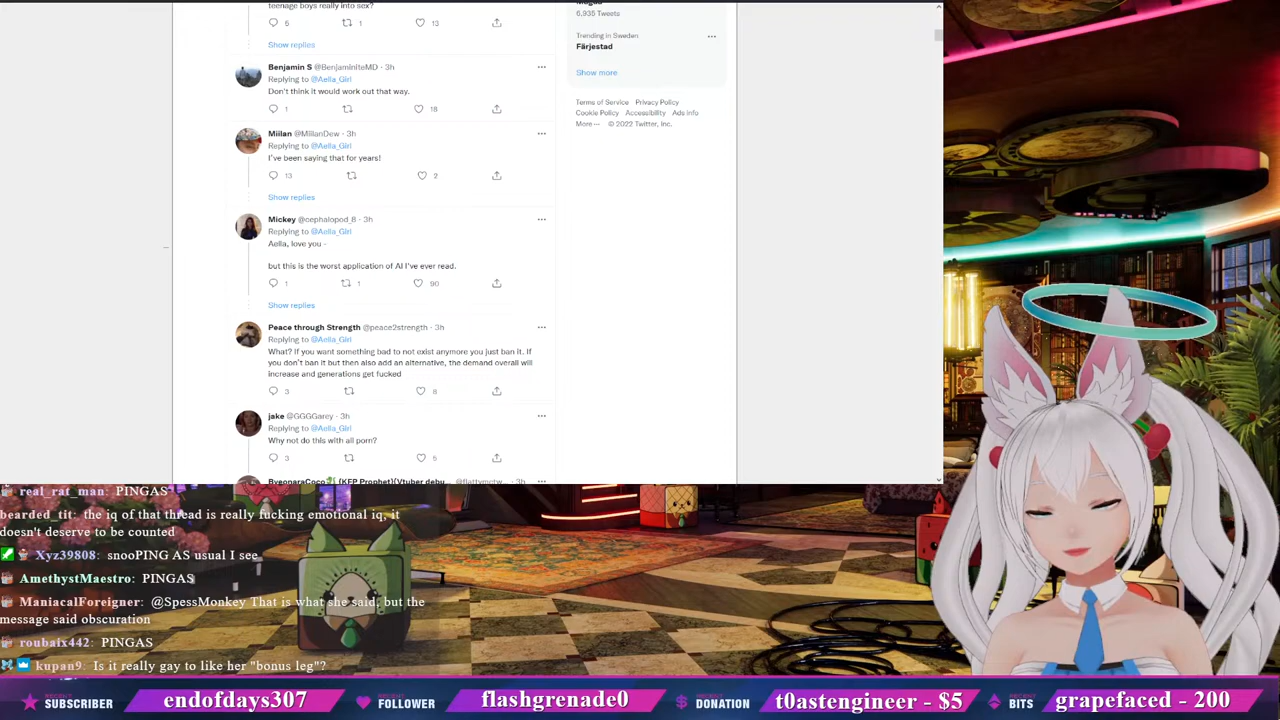 teenage boys really into sex?
5 1 13
Show replies
Benjamin S @BenjaminiteMD · 3h
Replying to @Aella_Girl
Don't think it would work out that way.
1 18
Miilan @MiilanDew · 3h
Replying to @Aella_Girl
I've been saying that for years!
13 2
Show replies
Mickey @cephalopod_8 · 3h
Replying to @Aella_Girl
Aella, love you -
but this is the worst application of AI I've ever read.
1 1 90
Show replies
Peace through Strength @peace2strength · 3h
Replying to @Aella_Girl
What? If you want something bad to not exist anymore you just ban it. If
you don't ban it but then also add an alternative, the demand overall will
increase and generations get fucked
3 8
jake @GGGGarey · 3h
Replying to @Aella_Girl
Why not do this with all porn?
3 5
6,935 Tweets
Trending in Sweden
Färjestad
Show more
Terms of Service Privacy Policy
Cookie Policy Accessibility Ads info
More ··· © 2022 Twitter, Inc.
real_rat_man: PINGAS
bearded_tit: the iq of that thread is really fucking emotional iq, it
doesn't deserve to be counted
Xyz39808: snooPING AS usual I see
AmethystMaestro: PINGAS
ManiacalForeigner: @SpessMonkey That is what she said, but the
message said obscuration
roubaix442: PINGAS
kupan9: Is it really gay to like her "bonus leg"?
RECENT
SUBSCRIBER
endofdays307
RECENT
FOLLOWER
flashgrenade0
RECENT
DONATION
t0astengineer - $5
RECENT
BITS
grapefaced - 200